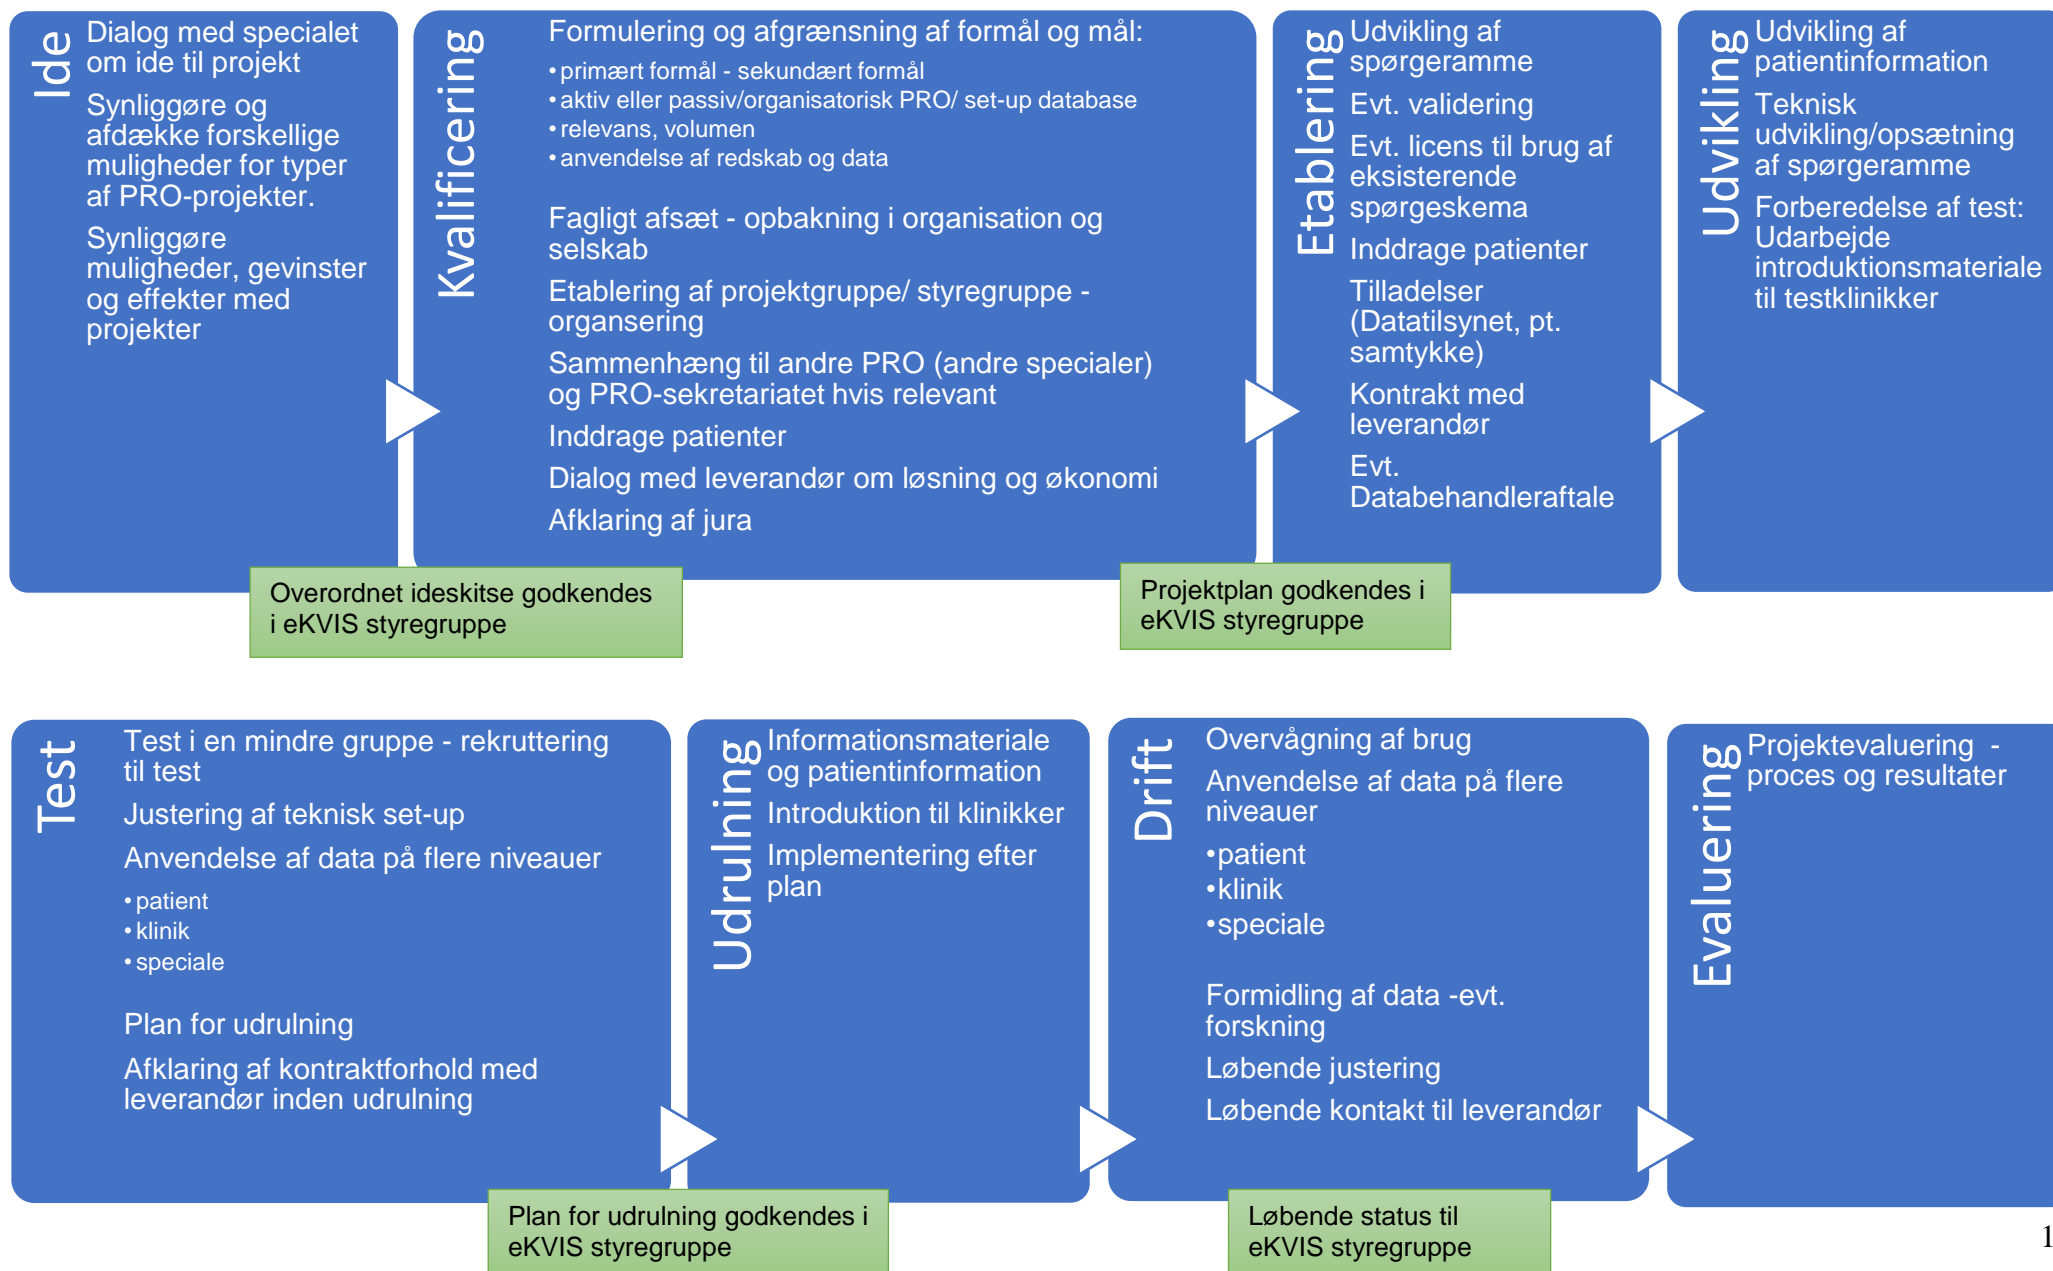 Ide
Dialog med specialet
om ide til projekt
Synliggøre og
afdække forskellige
muligheder for typer
af PRO-projekter.
Synliggøre
muligheder, gevinster
og effekter med
projekter
Kvalificering
Formulering og afgrænsning af formål og mål:
•primært formål - sekundært formål
•aktiv eller passiv/organisatorisk PRO/ set-up database
•relevans, volumen
•anvendelse af redskab og data
Fagligt afsæt - opbakning i organisation og
selskab
Etablering af projektgruppe/ styregruppe -
organsering
Sammenhæng til andre PRO (andre specialer)
og PRO-sekretariatet hvis relevant
Inddrage patienter
Dialog med leverandør om løsning og økonomi
Afklaring af jura
Etablering
Udvikling af
spørgeramme
Evt. validering
Evt. licens til brug af
eksisterende
spørgeskema
Inddrage patienter
Tilladelser
(Datatilsynet, pt.
samtykke)
Kontrakt med
leverandør
Evt.
Databehandleraftale
Udvikling
Udvikling af
patientinformation
Teknisk
udvikling/opsætning
af spørgeramme
Forberedelse af test:
Udarbejde
introduktionsmateriale
til testklinikker
Overordnet ideskitse godkendes
i eKVIS styregruppe
Projektplan godkendes i
eKVIS styregruppe
Test
Test i en mindre gruppe - rekruttering
til test
Justering af teknisk set-up
Anvendelse af data på flere niveauer
•patient
•klinik
•speciale
Plan for udrulning
Afklaring af kontraktforhold med
leverandør inden udrulning
Udrulning
Informationsmateriale
og patientinformation
Introduktion til klinikker
Implementering efter
plan
Drift
Overvågning af brug
Anvendelse af data på flere
niveauer
•patient
•klinik
•speciale
Formidling af data -evt.
forskning
Løbende justering
Løbende kontakt til leverandør
Evaluering
Projektevaluering -
proces og resultater
Plan for udrulning godkendes i
eKVIS styregruppe
Løbende status til
eKVIS styregruppe
1